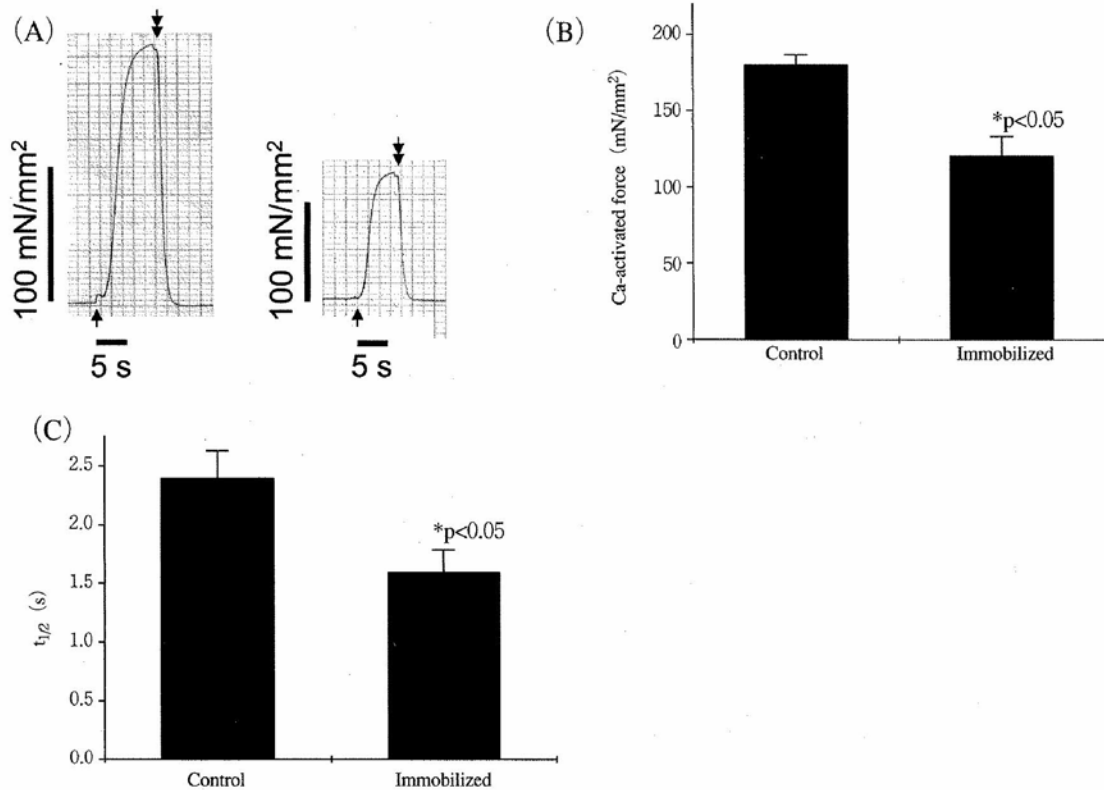 (A)
100 mN/mm²
5 s
100 mN/mm²
5 s
(B)
Ca-activated force (mN/mm²)
200
150
100
50
0
*p<0.05
Control
Immobilized
(C)
t1/2 (s)
2.5
2.0
1.5
1.0
0.5
0.0
*p<0.05
Control
Immobilized